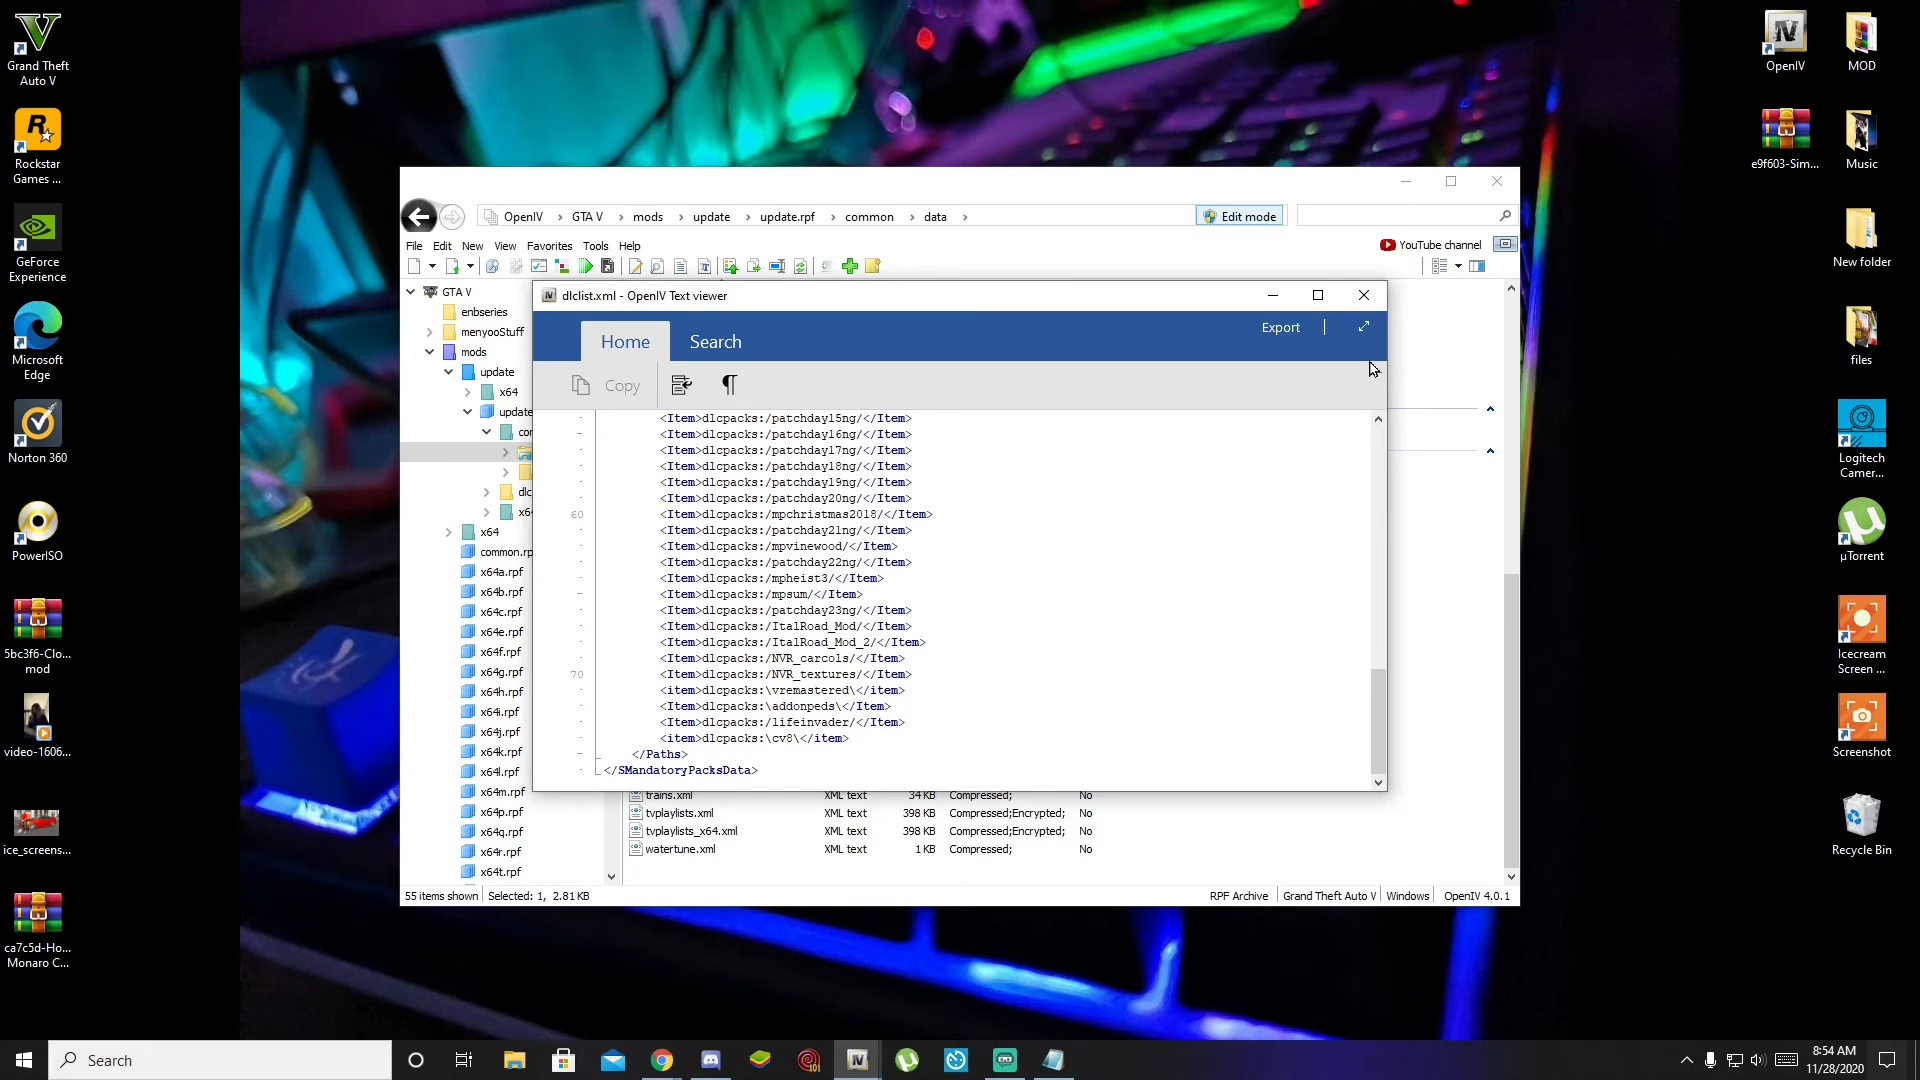 Grand Theft
Auto V
Rockstar
Games ...
GeForce
Experience
Microsoft
Edge
Norton 360
PowerISO
5bc3f6-Clo...
mod
video-1606...
ice_screens...
ca7c5d-Ho...
Monaro C...
OpenIV
MOD
e9f603-Sim...
Music
New folder
files
Logitech
Camer...
µTorrent
Icecream
Screen ...
Screenshot
Recycle Bin
OpenIV GTA V mods update update.rpf common data Edit mode
File Edit New View Favorites Tools Help YouTube channel
GTA V
enbseries
menyooStuff
mods
update
x64
update
con
dlc
x64
x64
common.rp
x64a.rpf
x64b.rpf
x64c.rpf
x64e.rpf
x64f.rpf
x64g.rpf
x64h.rpf
x64i.rpf
x64j.rpf
x64k.rpf
x64l.rpf
x64m.rpf
x64p.rpf
x64q.rpf
x64r.rpf
x64t.rpf
dlclist.xml - OpenIV Text viewer
Export
Home Search
Copy
<Item>dlcpacks:/patchday15ng/</Item>
<Item>dlcpacks:/patchday16ng/</Item>
<Item>dlcpacks:/patchday17ng/</Item>
<Item>dlcpacks:/patchday18ng/</Item>
<Item>dlcpacks:/patchday19ng/</Item>
<Item>dlcpacks:/patchday20ng/</Item>
60 <Item>dlcpacks:/mpchristmas2018/</Item>
<Item>dlcpacks:/patchday21ng/</Item>
<Item>dlcpacks:/mpvinewood/</Item>
<Item>dlcpacks:/patchday22ng/</Item>
<Item>dlcpacks:/mpheist3/</Item>
<Item>dlcpacks:/mpsum/</Item>
<Item>dlcpacks:/patchday23ng/</Item>
<Item>dlcpacks:/ItalRoad_Mod/</Item>
<Item>dlcpacks:/ItalRoad_Mod_2/</Item>
<Item>dlcpacks:/NVR_carcols/</Item>
70 <Item>dlcpacks:/NVR_textures/</Item>
<item>dlcpacks:\vremastered\</item>
<Item>dlcpacks:\addonpeds\</Item>
<Item>dlcpacks:/lifeinvader/</Item>
<item>dlcpacks:\cv8\</item>
</Paths>
</SMandatoryPacksData>
trains.xml XML text 34 KB Compressed; No
tvplaylists.xml XML text 398 KB Compressed;Encrypted; No
tvplaylists_x64.xml XML text 398 KB Compressed;Encrypted; No
watertune.xml XML text 1 KB Compressed; No
55 items shown Selected: 1, 2.81 KB RPF Archive Grand Theft Auto V Windows OpenIV 4.0.1
Search
101
8:54 AM
11/28/2020